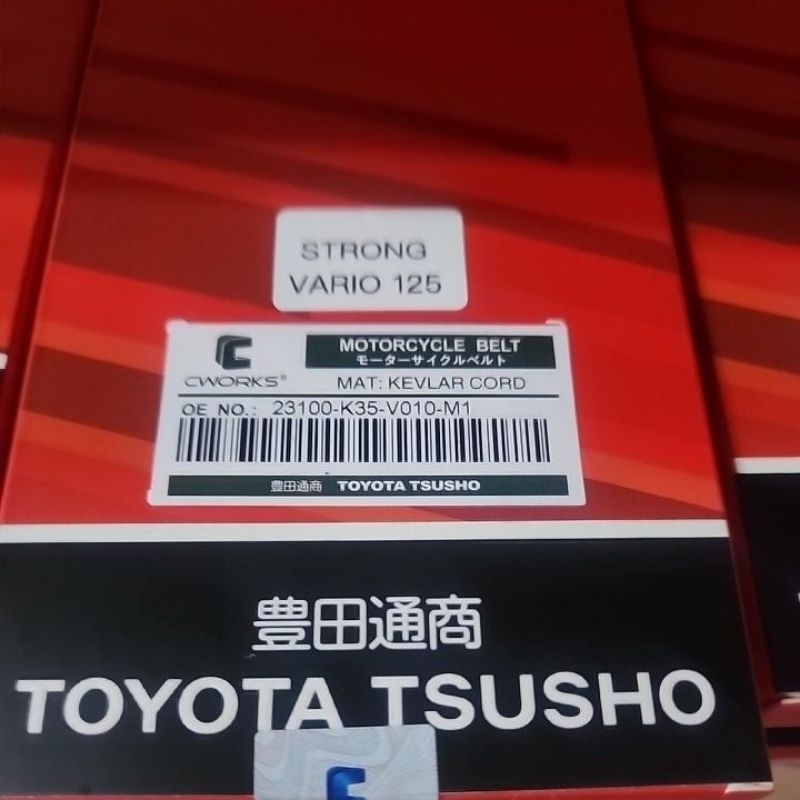 STRONG
VARIO 125
MOTORCYCLE BELT
モーターサイクルベルト
CWORKS®
MAT: KEVLAR CORD
OE NO.: 23100-K35-V010-M1
豊田通商 TOYOTA TSUSHO
豊田通商
TOYOTA TSUSHO